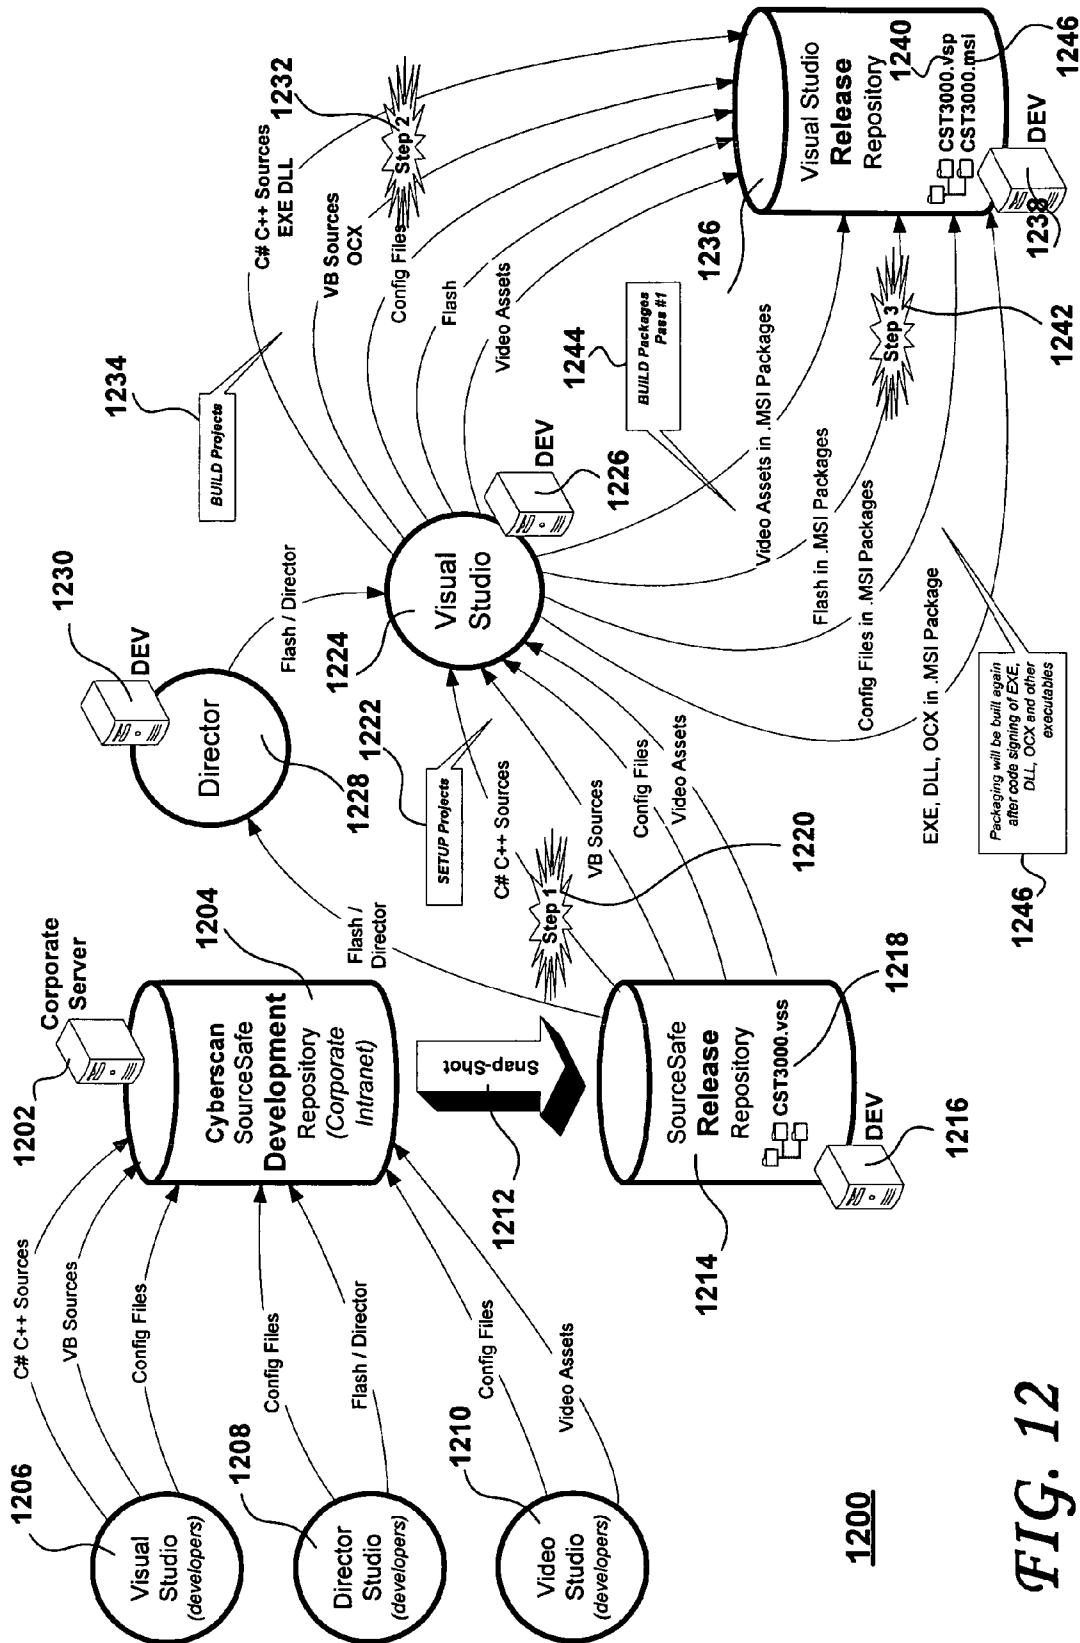 1202
Corporate
Server
1204
Cyberscan
SourceSafe
Development
Repository
(Corporate
Intranet)
1206
Visual
Studio
(developers)
C# C++ Sources
VB Sources
Config Files
1208
Director
Studio
(developers)
Config Files
Flash / Director
1210
Video
Studio
(developers)
Config Files
Video Assets
1212
Snap-Shot
1214
SourceSafe
Release
Repository
CST3000.vss
1218
DEV
1216
Flash /
Director
Director
1228
DEV
1230
Flash / Director
Step 1
1220
C# C++ Sources
VB Sources
Config Files
Video Assets
SETUP Projects
1222
1224
Visual
Studio
DEV
1226
BUILD Projects
1234
C# C++ Sources
EXE DLL
VB Sources
OCX
Config Files
Flash
Video Assets
Step 2
1232
BUILD Packages
Pass #1
1244
Video Assets in .MSI Packages
Flash in .MSI Packages
Config Files in .MSI Packages
EXE, DLL, OCX in .MSI Package
Step 3
1242
Packaging will be built again
after code signing of EXE,
DLL, OCX and other
executables
1246
1236
Visual Studio
Release
Repository
1240
CST3000.vsp
CST3000.msi
1246
DEV
1238
1200
FIG. 12